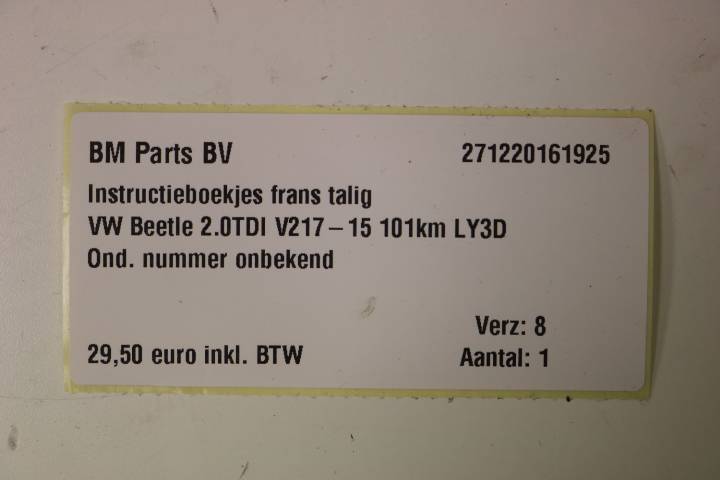 BM Parts BV 271220161925
Instructieboekjes frans talig
VW Beetle 2.0TDI V217 – 15 101km LY3D
Ond. nummer onbekend
Verz: 8
29,50 euro inkl. BTW Aantal: 1